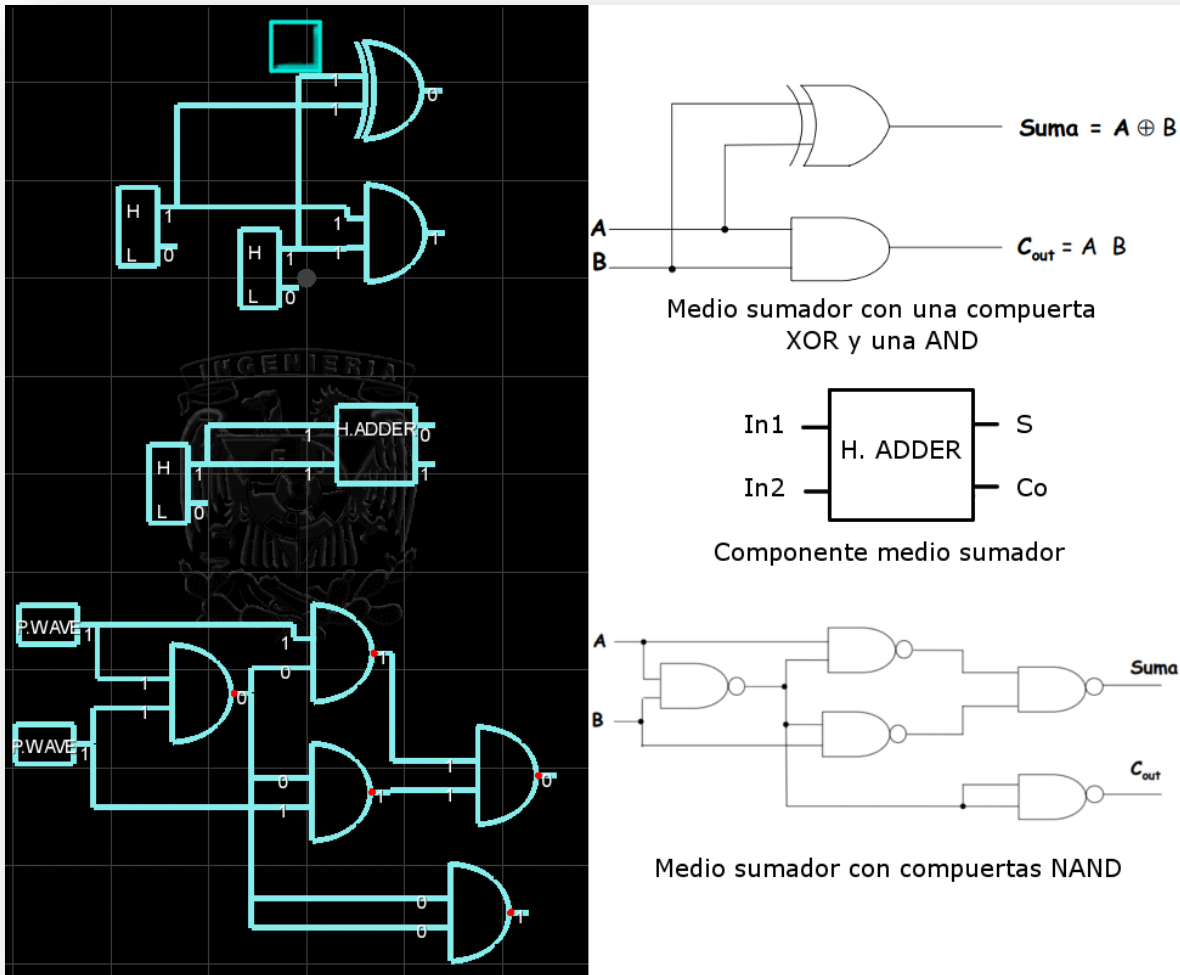 1
1
0
H
1
L
0
1
1
1
H
1
L
0
A
B
Suma = A ⊕ B
Cout = A B
Medio sumador con una compuerta
XOR y una AND
INGENIERIA
1
H.ADDER
0
H
1
1
1
L
0
In1
In2
H. ADDER
S
Co
Componente medio sumador
P.WAVE
1
1
0
1
1
1
0
P.WAVE
1
0
1
1
1
1
0
0
0
1
A
B
Suma
Cout
Medio sumador con compuertas NAND